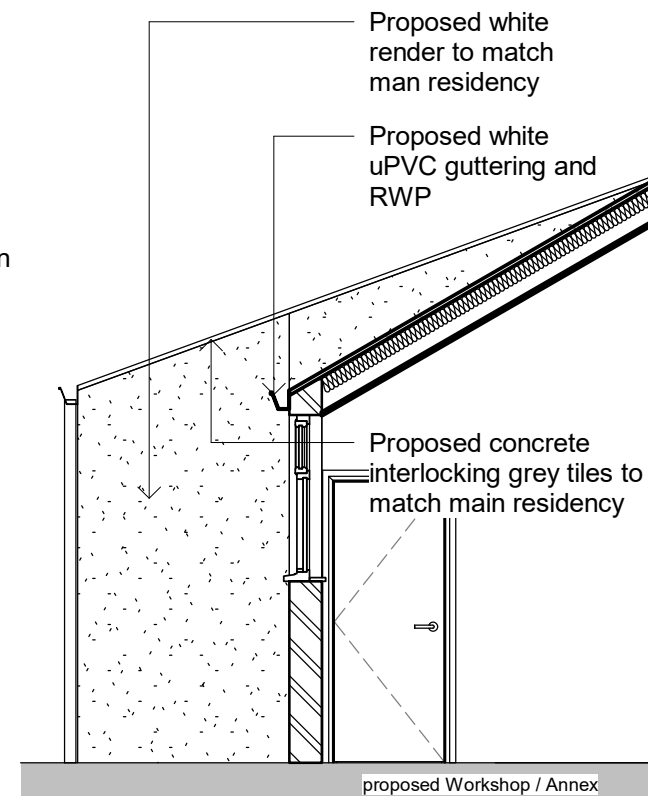 Proposed white
render to match
man residency
Proposed white
uPVC guttering and
RWP
n
Proposed concrete
interlocking grey tiles to
match main residency
proposed Workshop / Annex